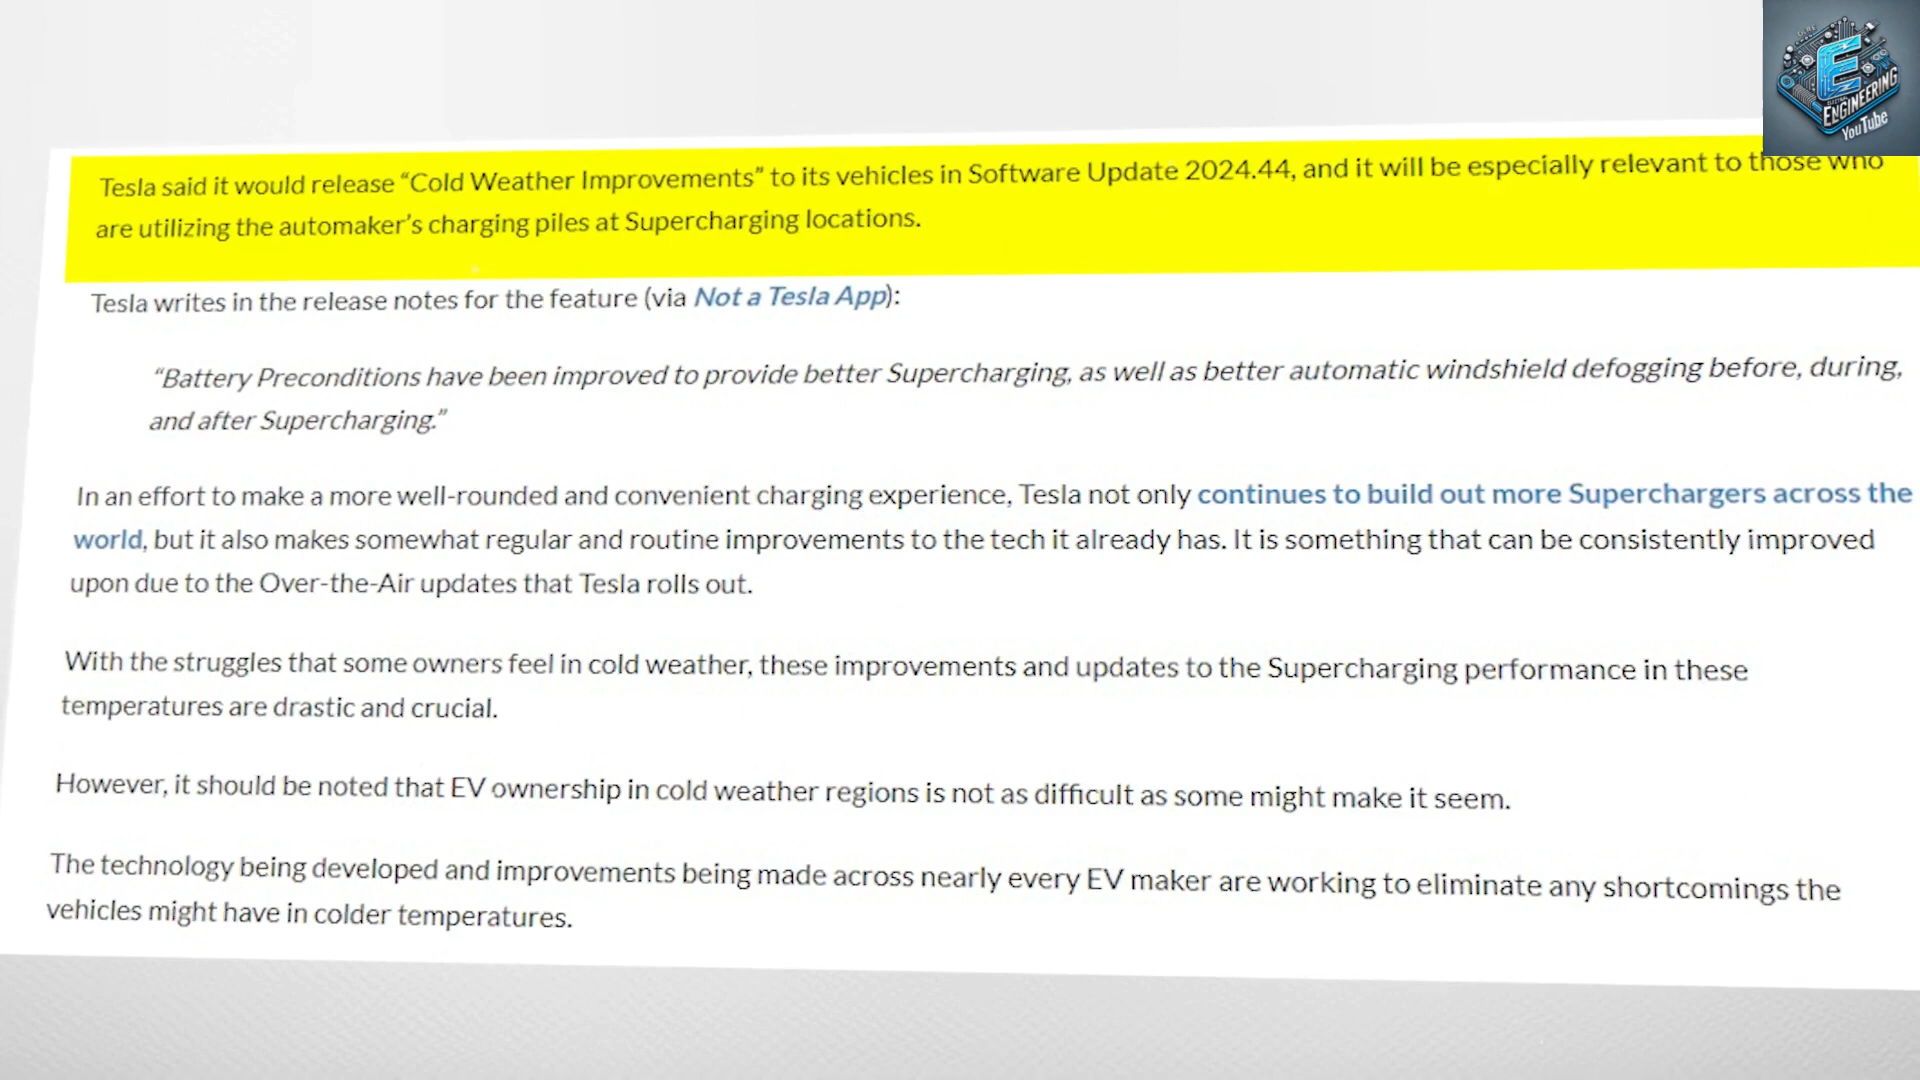 Tesla said it would release “Cold Weather Improvements” to its vehicles in Software Update 2024.44, and it will be especially relevant to those who
are utilizing the automaker’s charging piles at Supercharging locations.
Tesla writes in the release notes for the feature (via Not a Tesla App):
“Battery Preconditions have been improved to provide better Supercharging, as well as better automatic windshield defogging before, during,
and after Supercharging.”
In an effort to make a more well-rounded and convenient charging experience, Tesla not only continues to build out more Superchargers across the
world, but it also makes somewhat regular and routine improvements to the tech it already has. It is something that can be consistently improved
upon due to the Over-the-Air updates that Tesla rolls out.
With the struggles that some owners feel in cold weather, these improvements and updates to the Supercharging performance in these
temperatures are drastic and crucial.
However, it should be noted that EV ownership in cold weather regions is not as difficult as some might make it seem.
The technology being developed and improvements being made across nearly every EV maker are working to eliminate any shortcomings the
vehicles might have in colder temperatures.
E
ENGINEERING
YouTube